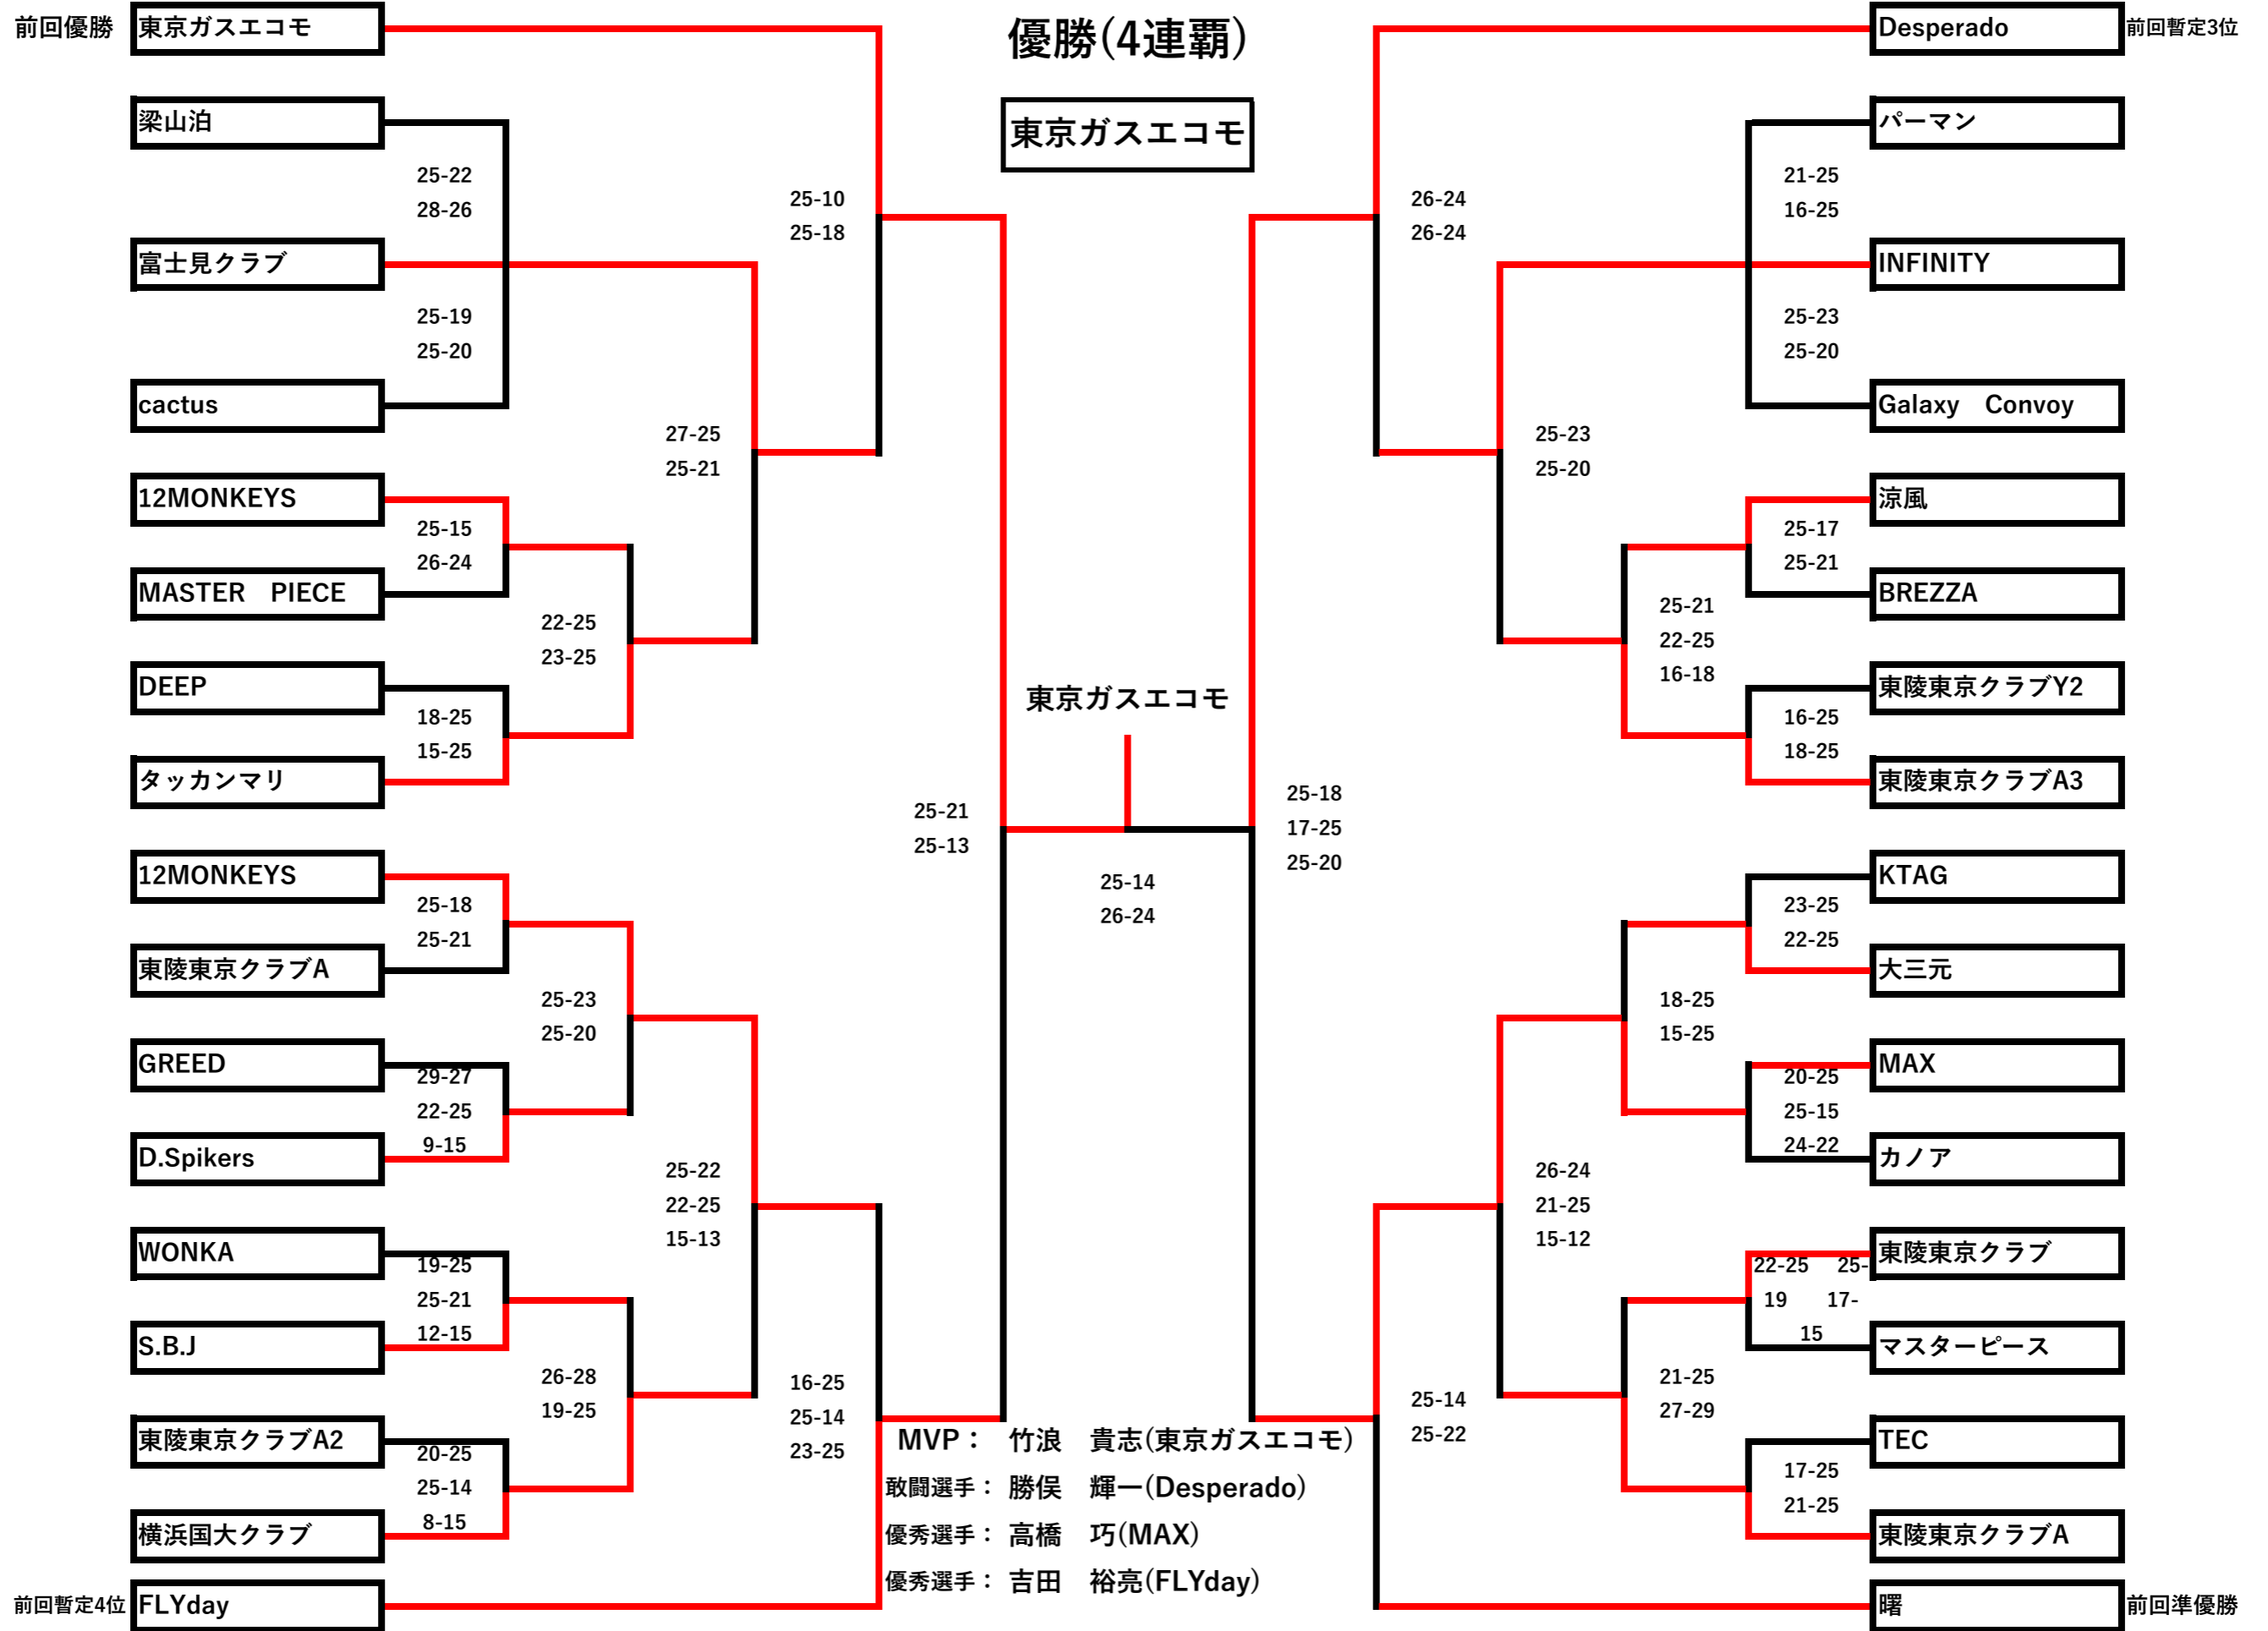 優勝(4連覇)
東京ガスエコモ
前回優勝
東京ガスエコモ
梁山泊
25-22
28-26
富士見クラブ
25-19
25-20
cactus
12MONKEYS
25-15
26-24
MASTER　PIECE
DEEP
18-25
15-25
タッカンマリ
22-25
23-25
27-25
25-21
25-10
25-18
12MONKEYS
25-18
25-21
東陵東京クラブA
GREED
29-27
22-25
9-15
D.Spikers
25-23
25-20
WONKA
19-25
25-21
12-15
S.B.J
東陵東京クラブA2
20-25
25-14
8-15
横浜国大クラブ
26-28
19-25
25-22
22-25
15-13
16-25
25-14
23-25
前回暫定4位
FLYday
25-21
25-13
東京ガスエコモ
25-14
26-24
25-18
17-25
25-20
Desperado
前回暫定3位
26-24
26-24
パーマン
21-25
16-25
INFINITY
25-23
25-20
Galaxy　Convoy
25-23
25-20
涼風
25-17
25-21
BREZZA
25-21
22-25
16-18
東陵東京クラブY2
16-25
18-25
東陵東京クラブA3
KTAG
23-25
22-25
大三元
18-25
15-25
MAX
20-25
25-15
24-22
カノア
26-24
21-25
15-12
東陵東京クラブ
22-25　25-
19　17-
15
マスターピース
21-25
27-29
TEC
17-25
21-25
東陵東京クラブA
25-14
25-22
曙
前回準優勝
MVP：　竹浪　貴志(東京ガスエコモ)
敢闘選手：　勝俣　輝一(Desperado)
優秀選手：　高橋　巧(MAX)
優秀選手：　吉田　裕亮(FLYday)